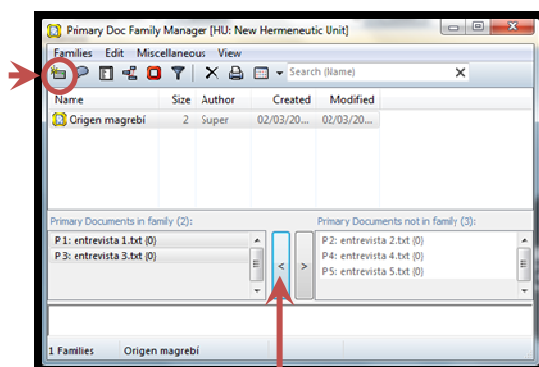 Primary Doc Family Manager [HU: New Hermeneutic Unit]
Families Edit Miscellaneous View
Search (Name)
Name Size Author Created Modified
Origen magrebí 2 Super 02/03/20... 02/03/20...
Primary Documents in family (2): Primary Documents not in family (3):
P1: entrevista 1.txt {0} P2: entrevista 2.txt {0}
P3: entrevista 3.txt {0} P4: entrevista 4.txt {0}
P5: entrevista 5.txt {0}
< >
1 Families Origen magrebí